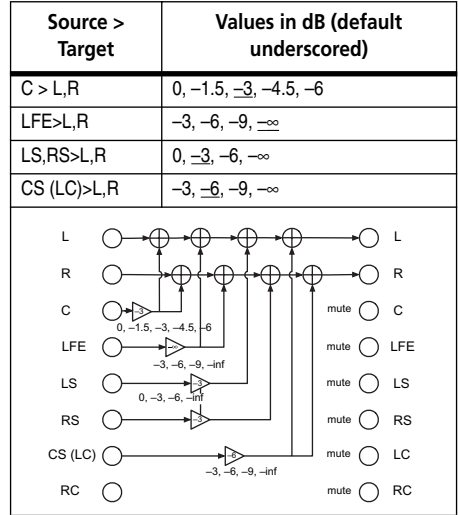 Source > Values in dB (default
Target underscored)
C > L,R 0, –1.5, –3, –4.5, –6
LFE>L,R –3, –6, –9, –∞
LS,RS>L,R 0, –3, –6, –∞
CS (LC)>L,R –3, –6, –9, –∞
L L
R R
C –3 mute C
0, –1.5, –3, –4.5, –6
LFE –∞ mute LFE
–3, –6, –9, –inf
LS –3 mute LS
0, –3, –6, –inf
RS –3 mute RS
CS (LC) –6 mute LC
–3, –6, –9, –inf
RC mute RC